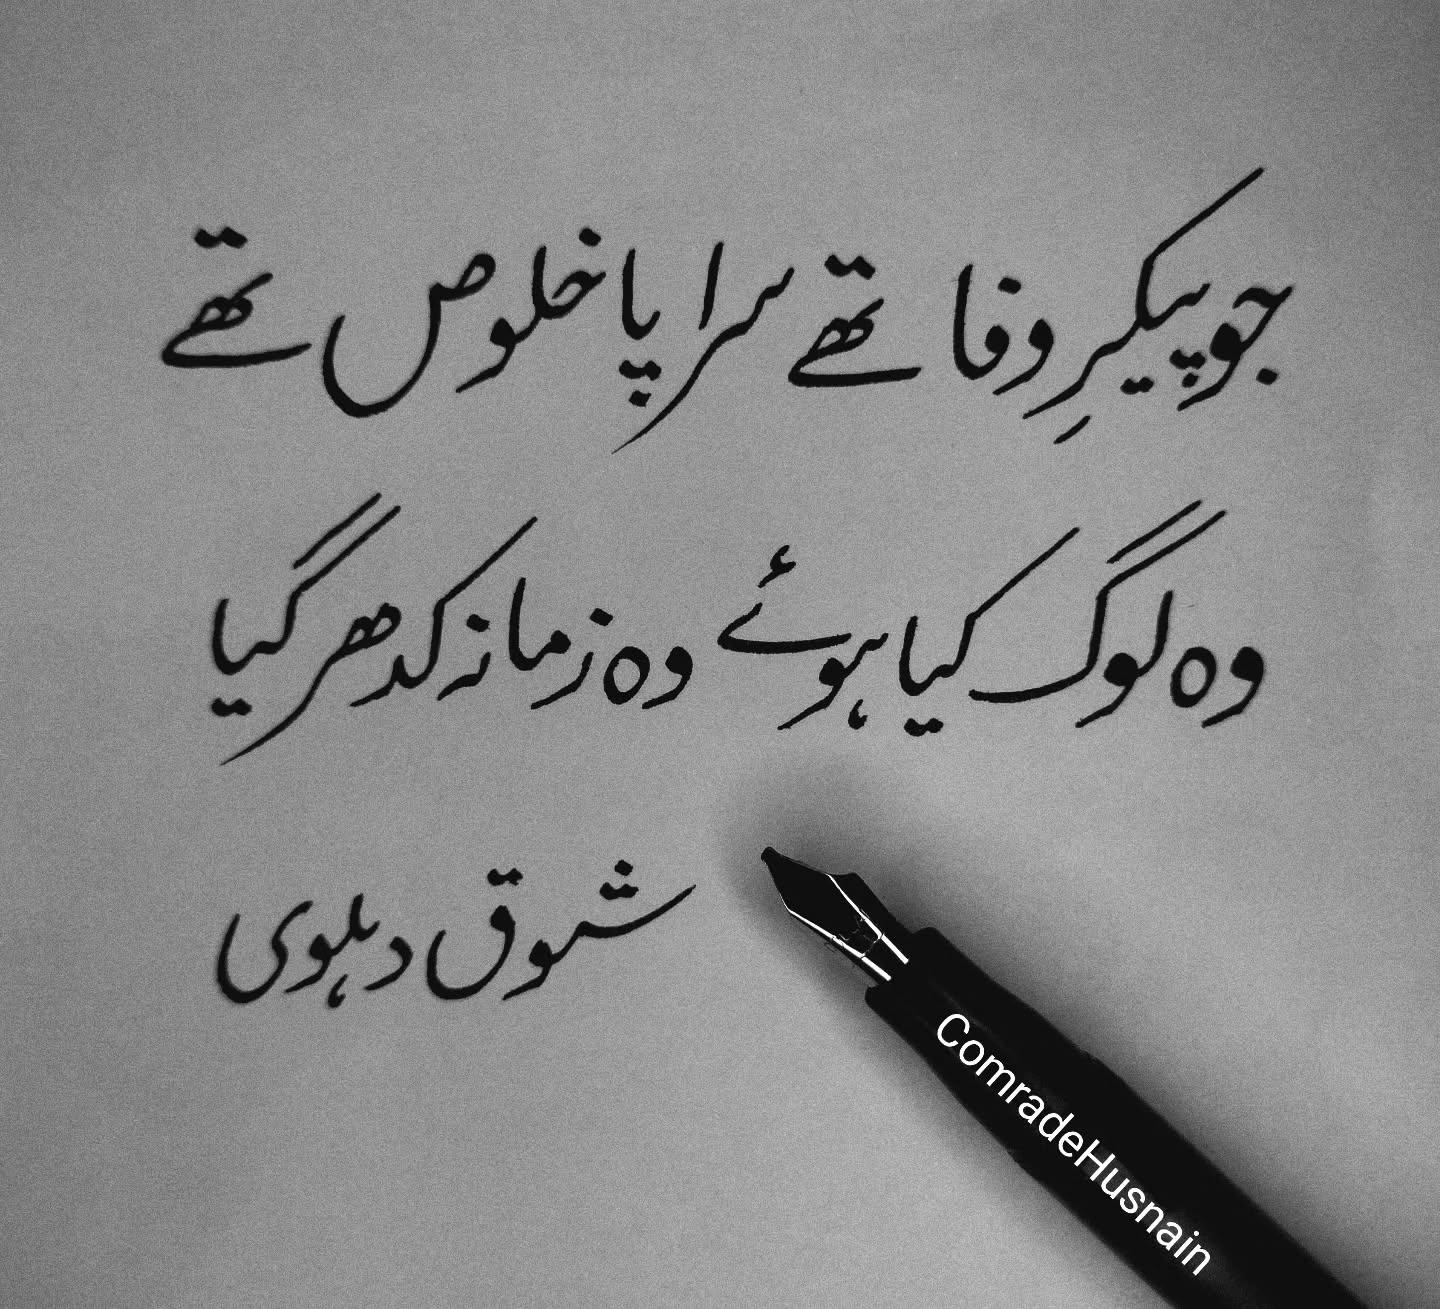 جو پیکرِ وفا تھے سراپا خلوص تھے
وہ لوگ کیا ہوئے وہ زمانہ کدھر گیا
شوق دہلوی
ComradeHusnain